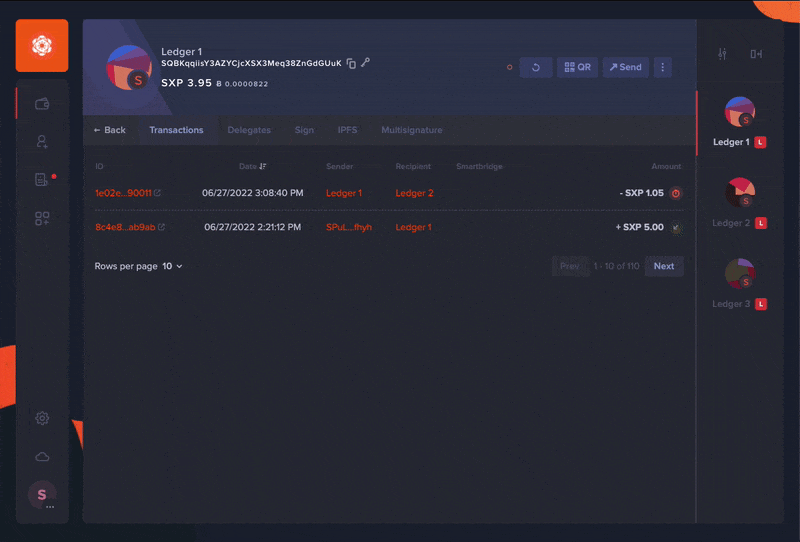 Ledger 1
SQBKqqiisY3AZYCjcXSX3Meq38ZnGdGUuK
SXP 3.95 Ƀ 0.0000822
QR
Send
← Back Transactions Delegates Sign IPFS Multisignature
ID Date Sender Recipient Smartbridge Amount
1e02e...90011 06/27/2022 3:08:40 PM Ledger 1 Ledger 2 - SXP 1.05
8c4e8...ab9ab 06/27/2022 2:21:12 PM SPuL...fhyh Ledger 1 + SXP 5.00
Rows per page 10 Prev 1 - 10 of 110 Next
S
Ledger 1 L
S
Ledger 2 L
S
Ledger 3 L
S
S